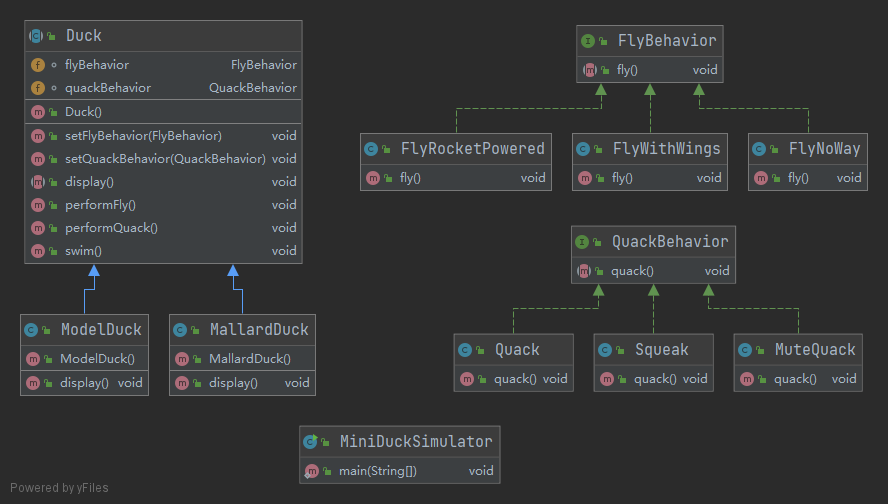 Duck
flyBehavior FlyBehavior
quackBehavior QuackBehavior
Duck()
setFlyBehavior(FlyBehavior) void
setQuackBehavior(QuackBehavior) void
display() void
performFly() void
performQuack() void
swim() void
ModelDuck
ModelDuck()
display() void
MallardDuck
MallardDuck()
display() void
FlyBehavior
fly() void
FlyRocketPowered
fly() void
FlyWithWings
fly() void
FlyNoWay
fly() void
QuackBehavior
quack() void
Quack
quack() void
Squeak
quack() void
MuteQuack
quack() void
MiniDuckSimulator
main(String[]) void
Powered by yFiles